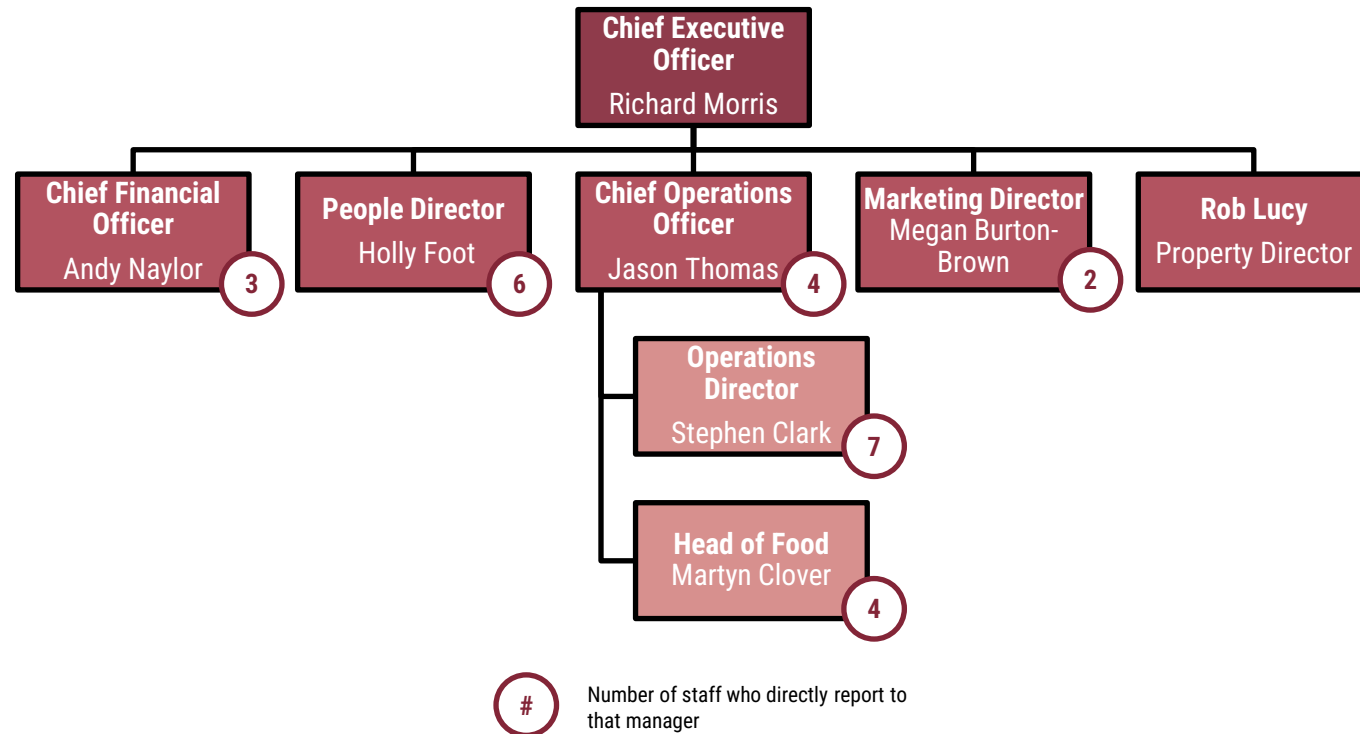 Chief Executive
Officer
Richard Morris
Chief Financial
Officer
Andy Naylor
3
People Director
Holly Foot
6
Chief Operations
Officer
Jason Thomas
4
Marketing Director
Megan Burton-
Brown
2
Rob Lucy
Property Director
Operations
Director
Stephen Clark
7
Head of Food
Martyn Clover
4
#
Number of staff who directly report to
that manager